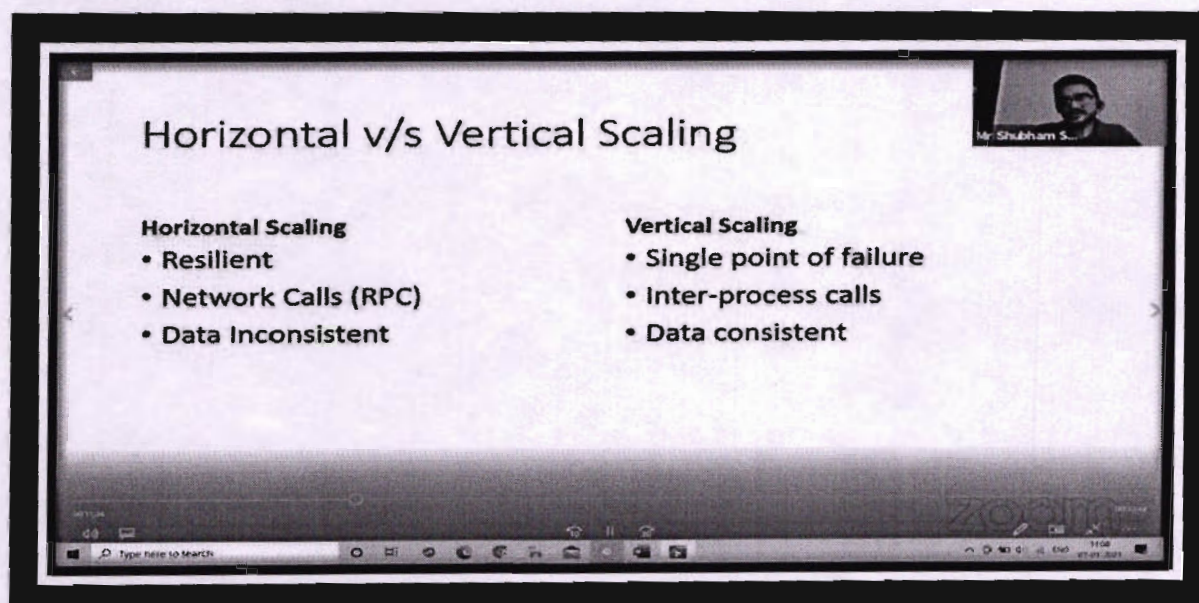 Horizontal v/s Vertical Scaling
Mr. Shubham S...
Horizontal Scaling
• Resilient
• Network Calls (RPC)
• Data Inconsistent
Vertical Scaling
• Single point of failure
• Inter-process calls
• Data consistent
zoom
Type here to search
ENG